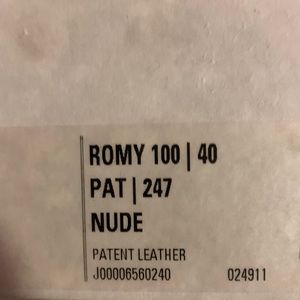 ROMY 100 | 40
PAT | 247
NUDE
PATENT LEATHER
J00006560240 024911